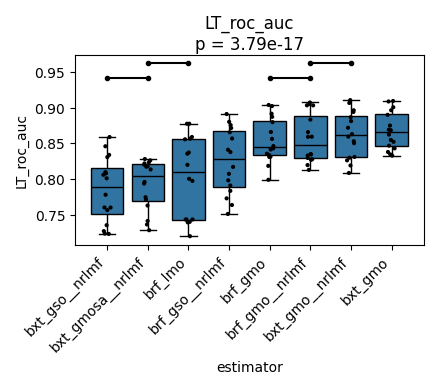 LT_roc_auc
p = 3.79e-17
LT_roc_auc
0.95
0.90
0.85
0.80
0.75
bxt_gso__nrlmf
bxt_gmosa__nrlmf
brf_lmo
brf_gso__nrlmf
brf_gmo
brf_gmo__nrlmf
bxt_gmo__nrlmf
bxt_gmo
estimator